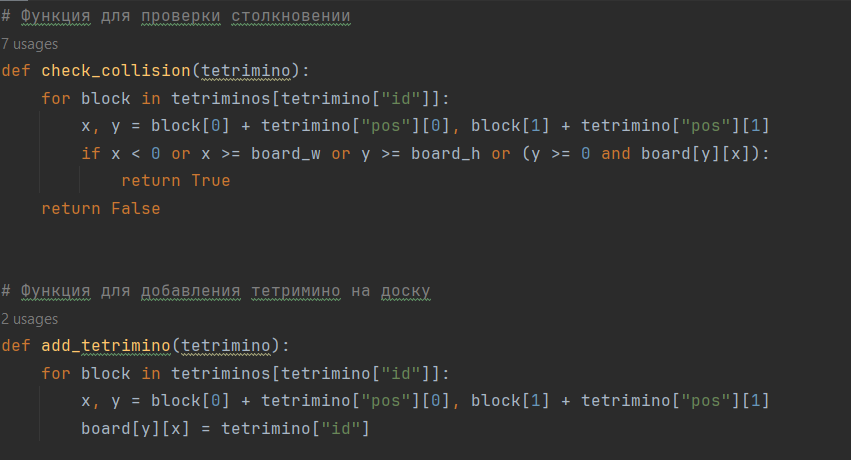 # Функция для проверки столкновении
7 usages
def check_collision(tetrimino):
    for block in tetriminos[tetrimino["id"]]:
        x, y = block[0] + tetrimino["pos"][0], block[1] + tetrimino["pos"][1]
        if x < 0 or x >= board_w or y >= board_h or (y >= 0 and board[y][x]):
            return True
    return False
# Функция для добавления тетримино на доску
2 usages
def add_tetrimino(tetrimino):
    for block in tetriminos[tetrimino["id"]]:
        x, y = block[0] + tetrimino["pos"][0], block[1] + tetrimino["pos"][1]
        board[y][x] = tetrimino["id"]